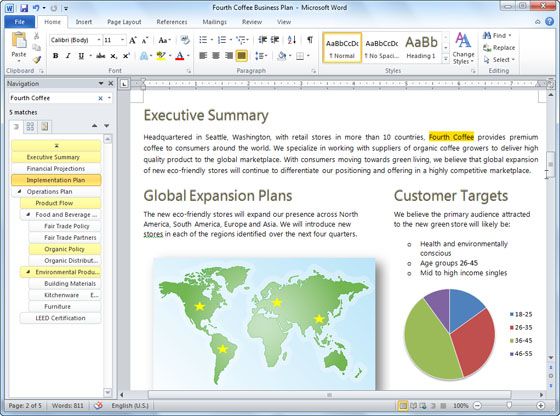 Fourth Coffee Business Plan - Microsoft Word
File Home Insert Page Layout References Mailings Review View
Calibri (Body) 11
Paste
AaBbCcDc AaBbCcDc AaBbC
¶ Normal ¶ No Spaci... Heading 1
Change Styles
Find
Replace
Select
Clipboard Font Paragraph Styles Editing
Navigation
Fourth Coffee
5 matches
Executive Summary
Financial Projections
Implementation Plan
Operations Plan
Product Flow
Food and Beverage ...
Fair Trade Policy
Fair Trade Partners
Organic Policy
Organic Distribut...
Environmental Produ...
Building Materials
Kitchenware E...
Furniture
LEED Certification
Executive Summary
Headquartered in Seattle, Washington, with retail stores in more than 10 countries, Fourth Coffee provides premium
coffee to consumers around the world. We specialize in working with suppliers of organic coffee growers to deliver high
quality product to the global marketplace. With consumers moving towards green living, we believe that global expansion
of new eco-friendly stores will continue to differentiate our positioning and offering in a highly competitive marketplace.
Global Expansion Plans
The new eco-friendly stores will expand our presence across North
America, South America, Europe and Asia. We will introduce new
stores in each of the regions identified over the next four quarters.
Customer Targets
We believe the primary audience attracted
to the new green store will likely be:
o Health and environmentally
conscious
o Age groups 26-45
o Mid to high income singles
18-25
26-35
36-45
46-55
Page: 2 of 5 Words: 811 English (U.S.) 100%